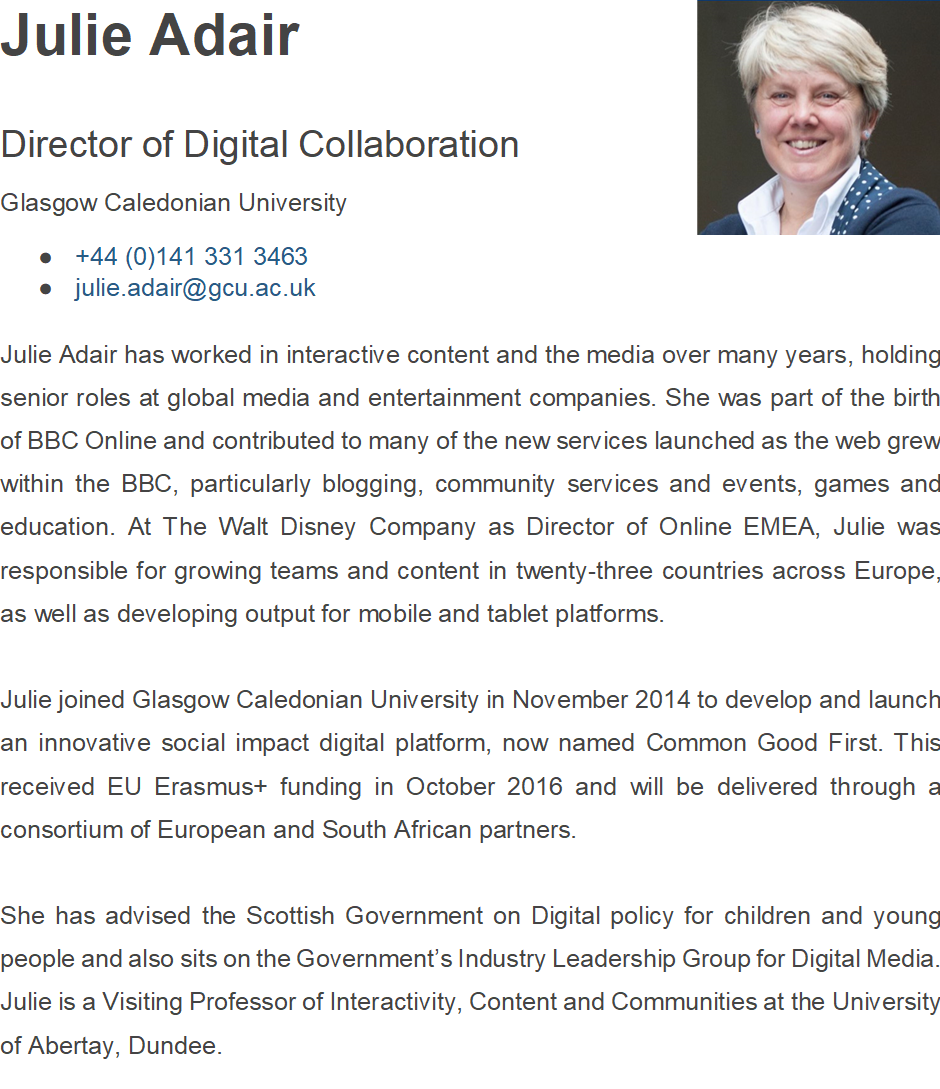 Julie Adair
Director of Digital Collaboration
Glasgow Caledonian University
● +44 (0)141 331 3463
● julie.adair@gcu.ac.uk
Julie Adair has worked in interactive content and the media over many years, holding
senior roles at global media and entertainment companies. She was part of the birth
of BBC Online and contributed to many of the new services launched as the web grew
within the BBC, particularly blogging, community services and events, games and
education. At The Walt Disney Company as Director of Online EMEA, Julie was
responsible for growing teams and content in twenty-three countries across Europe,
as well as developing output for mobile and tablet platforms.
Julie joined Glasgow Caledonian University in November 2014 to develop and launch
an innovative social impact digital platform, now named Common Good First. This
received EU Erasmus+ funding in October 2016 and will be delivered through a
consortium of European and South African partners.
She has advised the Scottish Government on Digital policy for children and young
people and also sits on the Government’s Industry Leadership Group for Digital Media.
Julie is a Visiting Professor of Interactivity, Content and Communities at the University
of Abertay, Dundee.